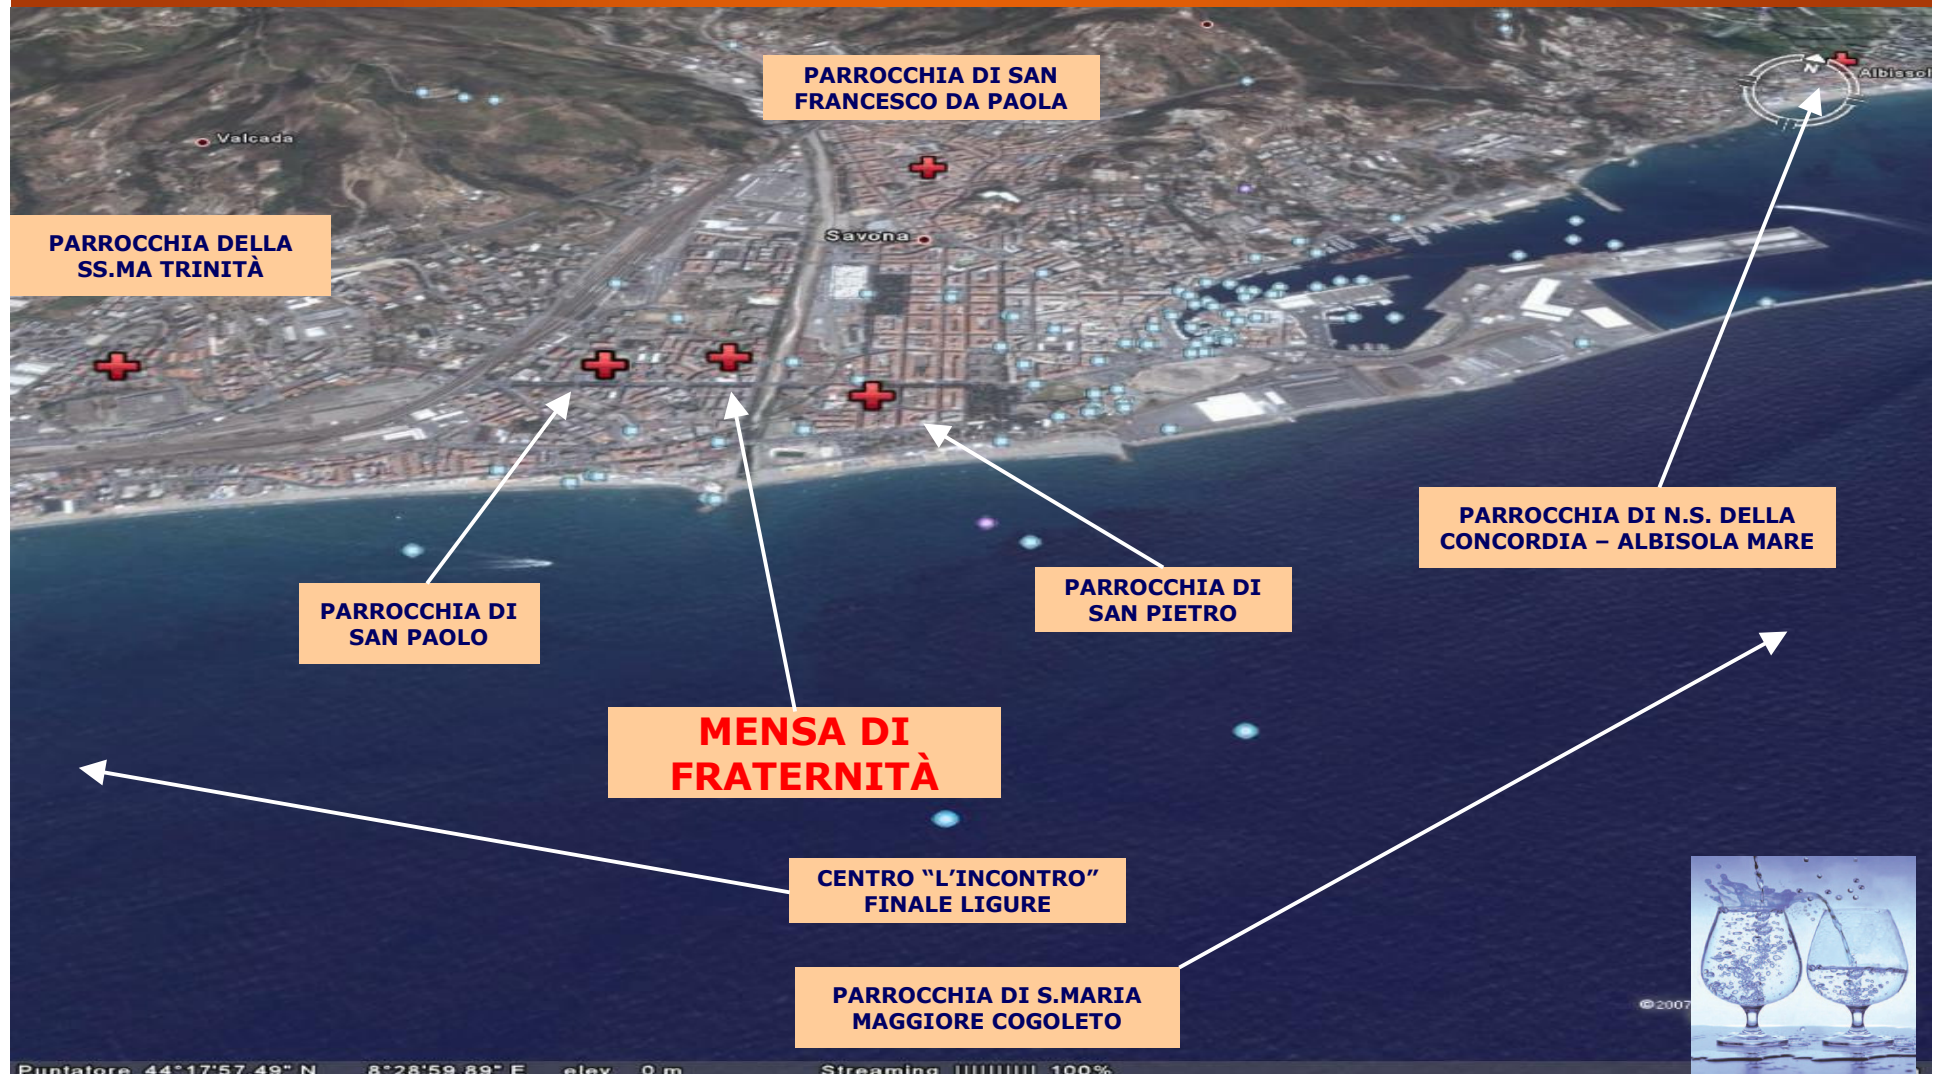 PARROCCHIA DI SAN
FRANCESCO DA PAOLA
N
Albissol
Valcada
PARROCCHIA DELLA
SS.MA TRINITÀ
Savona
PARROCCHIA DI N.S. DELLA
CONCORDIA – ALBISOLA MARE
PARROCCHIA DI
SAN PIETRO
PARROCCHIA DI
SAN PAOLO
MENSA DI
FRATERNITÀ
CENTRO “L’INCONTRO”
FINALE LIGURE
PARROCCHIA DI S.MARIA
MAGGIORE COGOLETO
©2007
Puntatore 44°17'57.49" N 8°28'59.89" E elev 0 m Streaming |||||||||| 100%